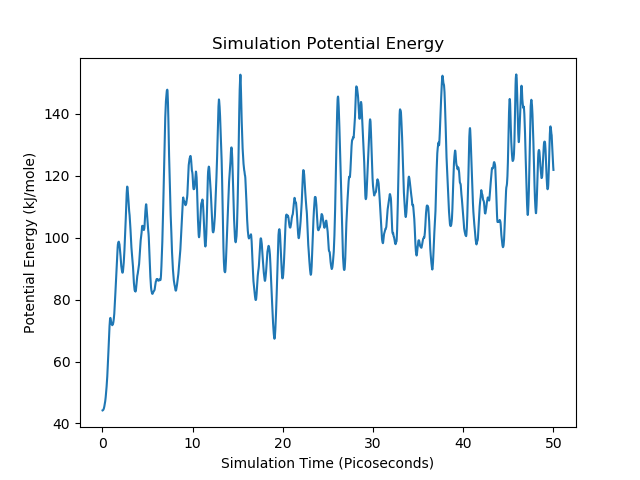 Simulation Potential Energy
Potential Energy (kJ/mole)
140
120
100
80
60
40
0 10 20 30 40 50
Simulation Time (Picoseconds)